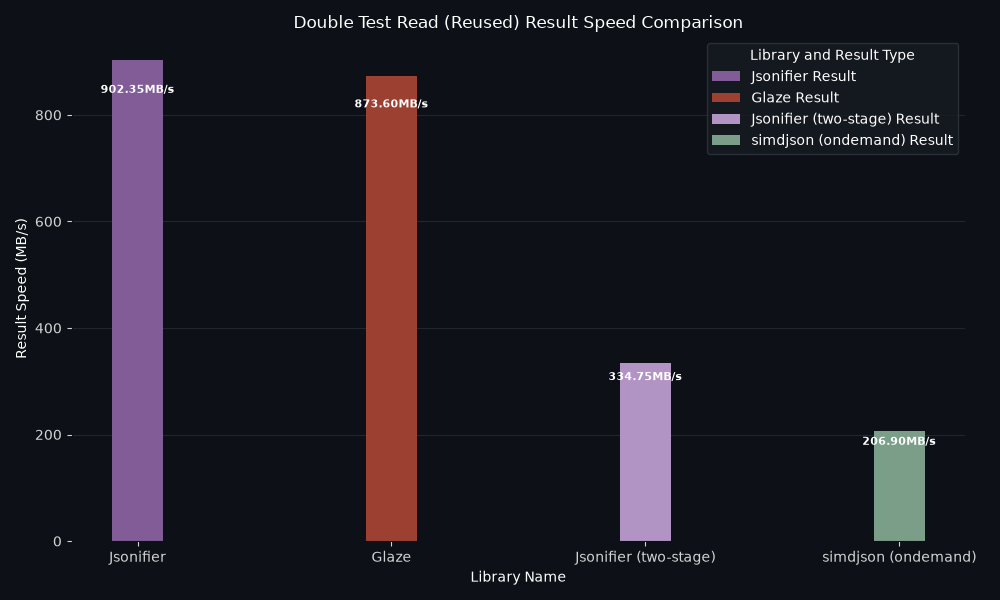 Double Test Read (Reused) Result Speed Comparison
Library and Result Type
Jsonifier Result
Glaze Result
Jsonifier (two-stage) Result
simdjson (ondemand) Result
902.35MB/s
873.60MB/s
334.75MB/s
206.90MB/s
Result Speed (MB/s)
800
600
400
200
0
Jsonifier
Glaze
Jsonifier (two-stage)
simdjson (ondemand)
Library Name